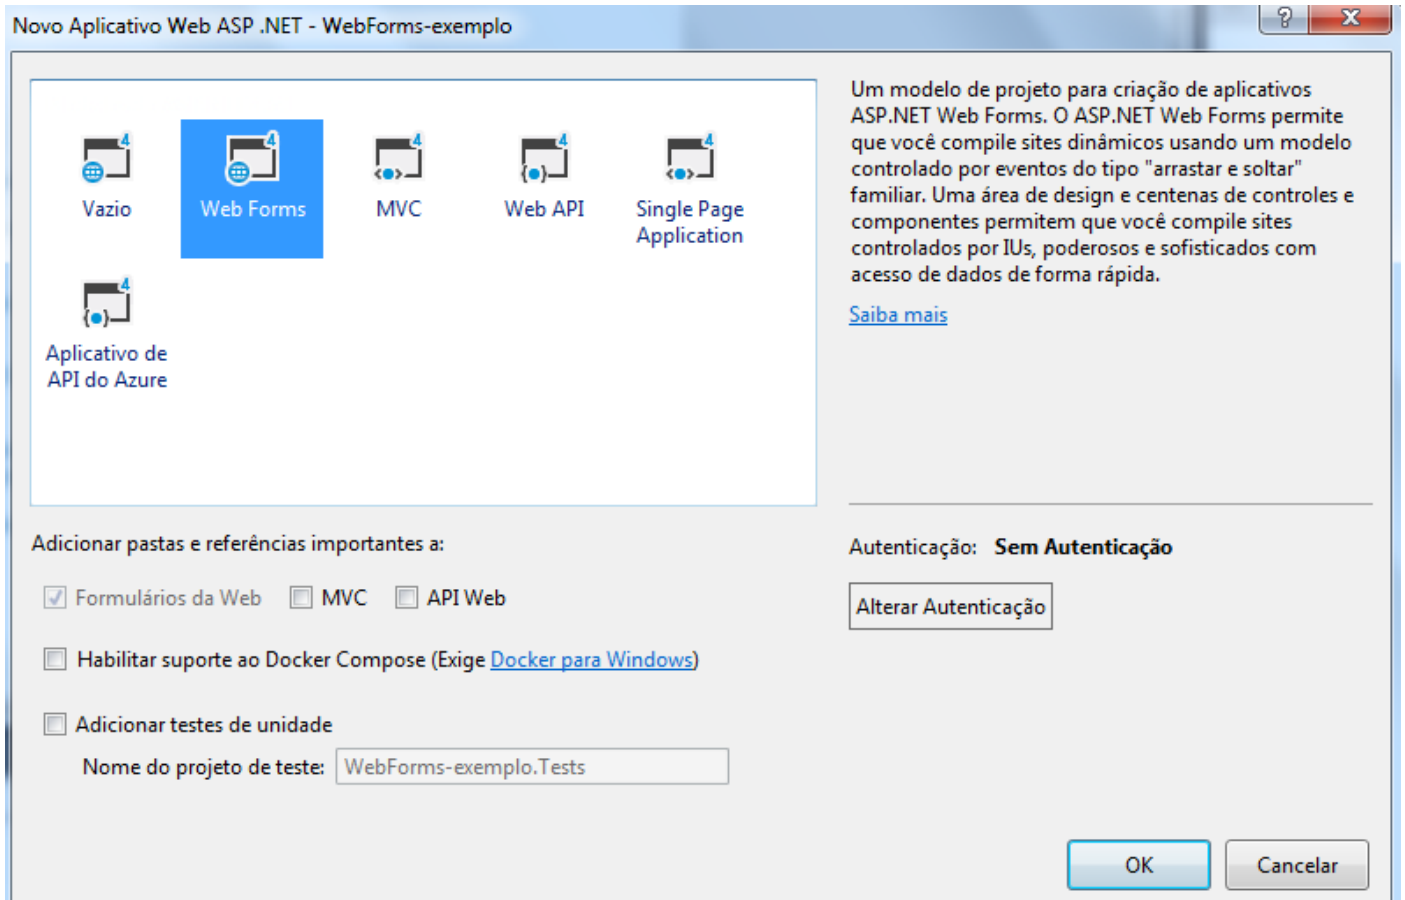 Novo Aplicativo Web ASP .NET - WebForms-exemplo
?
X
4
4
4
4
4
Vazio
Web Forms
MVC
Web API
Single Page
Application
4
Aplicativo de
API do Azure
Um modelo de projeto para criação de aplicativos
ASP.NET Web Forms. O ASP.NET Web Forms permite
que você compile sites dinâmicos usando um modelo
controlado por eventos do tipo "arrastar e soltar"
familiar. Uma área de design e centenas de controles e
componentes permitem que você compile sites
controlados por IUs, poderosos e sofisticados com
acesso de dados de forma rápida.
Saiba mais
Adicionar pastas e referências importantes a:
Formulários da Web
MVC
API Web
Habilitar suporte ao Docker Compose (Exige Docker para Windows)
Adicionar testes de unidade
Nome do projeto de teste: WebForms-exemplo.Tests
Autenticação: Sem Autenticação
Alterar Autenticação
OK
Cancelar